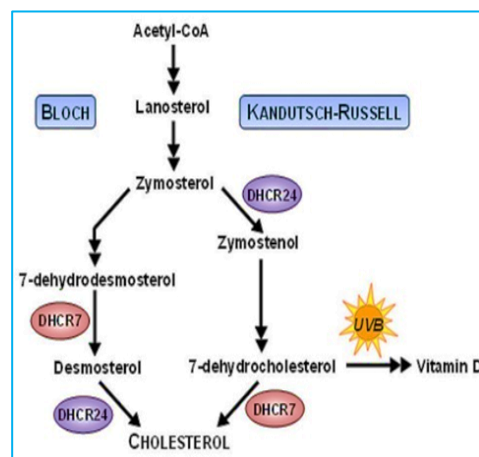 Acetyl-CoA
BLOCH
Lanosterol
KANDUTSCH-RUSSELL
Zymosterol
DHCR24
Zymostenol
7-dehydrodesmosterol
DHCR7
UVB
Desmosterol
7-dehydrocholesterol
Vitamin D
DHCR24
DHCR7
CHOLESTEROL